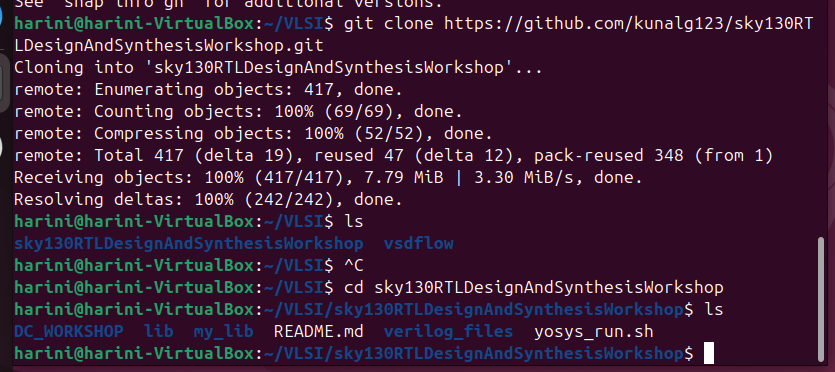 See "snap info gh" for additional versions.
harini@harini-VirtualBox:~/VLSI$ git clone https://github.com/kunalg123/sky130RT
LDesignAndSynthesisWorkshop.git
Cloning into 'sky130RTLDesignAndSynthesisWorkshop'...
remote: Enumerating objects: 417, done.
remote: Counting objects: 100% (69/69), done.
remote: Compressing objects: 100% (52/52), done.
remote: Total 417 (delta 19), reused 47 (delta 12), pack-reused 348 (from 1)
Receiving objects: 100% (417/417), 7.79 MiB | 3.30 MiB/s, done.
Resolving deltas: 100% (242/242), done.
harini@harini-VirtualBox:~/VLSI$ ls
sky130RTLDesignAndSynthesisWorkshop  vsdflow
harini@harini-VirtualBox:~/VLSI$ ^C
harini@harini-VirtualBox:~/VLSI$ cd sky130RTLDesignAndSynthesisWorkshop
harini@harini-VirtualBox:~/VLSI/sky130RTLDesignAndSynthesisWorkshop$ ls
DC_WORKSHOP  lib  my_lib  README.md  verilog_files  yosys_run.sh
harini@harini-VirtualBox:~/VLSI/sky130RTLDesignAndSynthesisWorkshop$